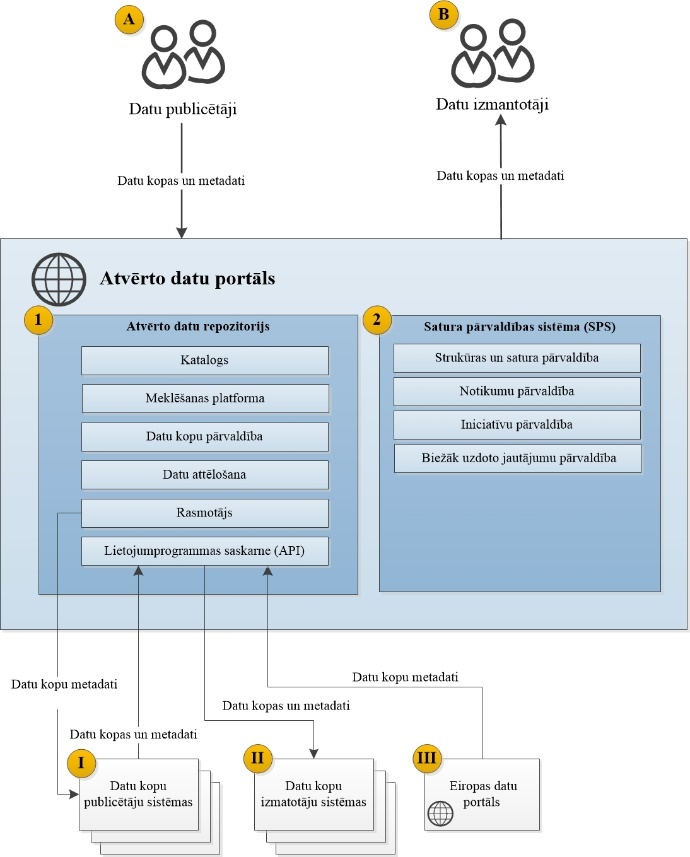 A
B
Datu publicētāji
Datu izmantotāji
Datu kopas un metadati
Datu kopas un metadati
Atvērto datu portāls
1
Atvērto datu repozitorijs
Katalogs
Meklēšanas platforma
Datu kopu pārvaldība
Datu attēlošana
Rasmotājs
Lietojumprogrammas saskarne (API)
2
Satura pārvaldības sistēma (SPS)
Strukūras un satura pārvaldība
Notikumu pārvaldība
Iniciatīvu pārvaldība
Biežāk uzdoto jautājumu pārvaldība
Datu kopu metadati
Datu kopas un metadati
Datu kopas un metadati
Datu kopu metadati
I
Datu kopu
publicētāju sistēmas
II
Datu kopu
izmatotāju sistēmas
III
Eiropas datu
portāls